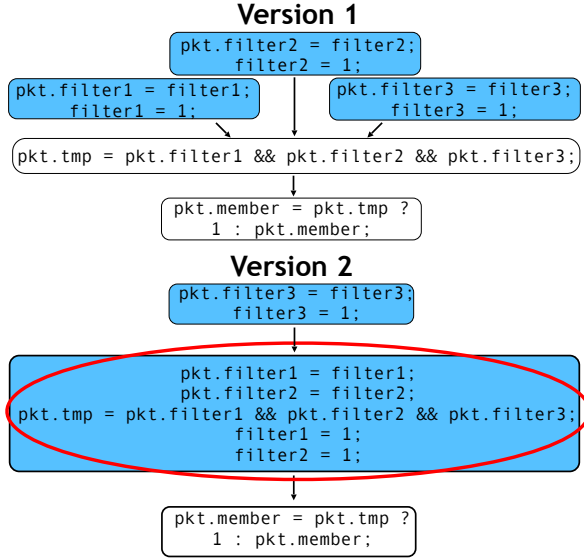 Version 1
pkt.filter2 = filter2;
filter2 = 1;
pkt.filter1 = filter1;
filter1 = 1;
pkt.filter3 = filter3;
filter3 = 1;
pkt.tmp = pkt.filter1 && pkt.filter2 && pkt.filter3;
pkt.member = pkt.tmp ?
1 : pkt.member;
Version 2
pkt.filter3 = filter3;
filter3 = 1;
pkt.filter1 = filter1;
pkt.filter2 = filter2;
pkt.tmp = pkt.filter1 && pkt.filter2 && pkt.filter3;
filter1 = 1;
filter2 = 1;
pkt.member = pkt.tmp ?
1 : pkt.member;